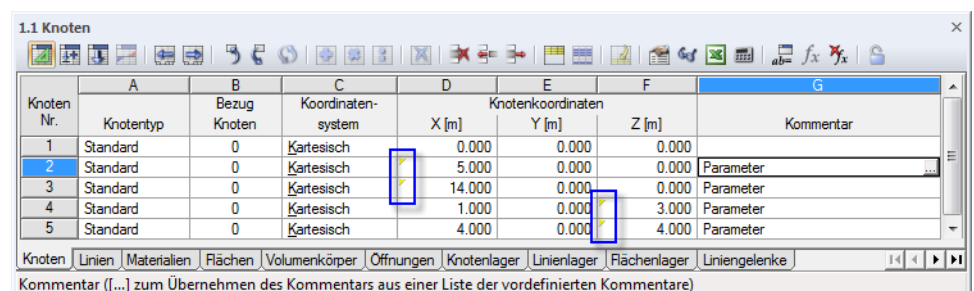 1.1 Knoten
ab= fx fx
A B C D E F G
Knoten Bezug Koordinaten- Knotenkoordinaten
Nr. Knotentyp Knoten system X [m] Y [m] Z [m] Kommentar
1 Standard 0 Kartesisch 0.000 0.000 0.000
2 Standard 0 Kartesisch 5.000 0.000 0.000 Parameter ...
3 Standard 0 Kartesisch 14.000 0.000 0.000 Parameter
4 Standard 0 Kartesisch 1.000 0.000 3.000 Parameter
5 Standard 0 Kartesisch 4.000 0.000 4.000 Parameter
Knoten Linien Materialien Flächen Volumenkörper Öffnungen Knotenlager Linienlager Flächenlager Liniengelenke
Kommentar ([...] zum Übernehmen des Kommentars aus einer Liste der vordefinierten Kommentare)